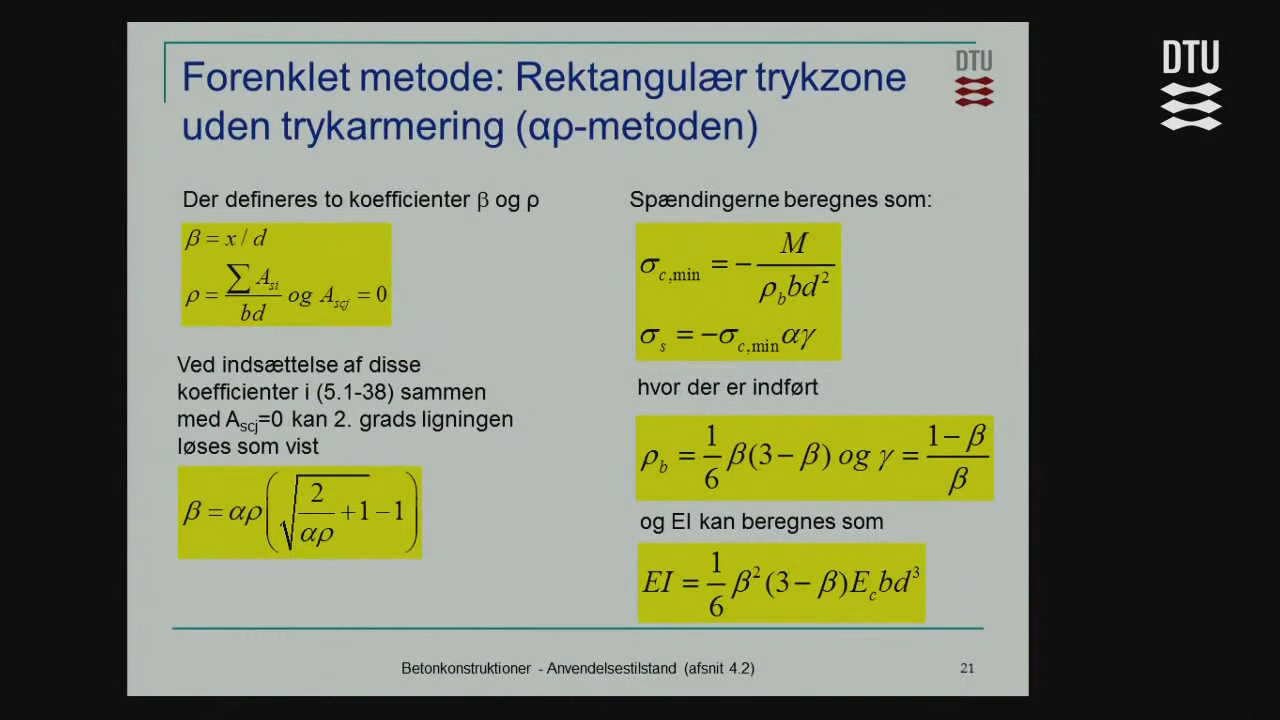 Forenklet metode: Rektangulær trykzone
uden trykarmering (αρ-metoden)
DTU
DTU
Der defineres to koefficienter β og ρ
β = x / d
ρ = ∑ A_si / bd og A_scj = 0
Ved indsættelse af disse
koefficienter i (5.1-38) sammen
med A_scj=0 kan 2. grads ligningen
løses som vist
β = αρ(√(2/αρ + 1) − 1)
Spændingerne beregnes som:
σ_c,min = − M / ρ_b bd²
σ_s = −σ_c,min αγ
hvor der er indført
ρ_b = 1/6 β(3 − β) og γ = (1 − β)/β
og EI kan beregnes som
EI = 1/6 β²(3 − β)E_c bd³
Betonkonstruktioner - Anvendelsestilstand (afsnit 4.2)
21